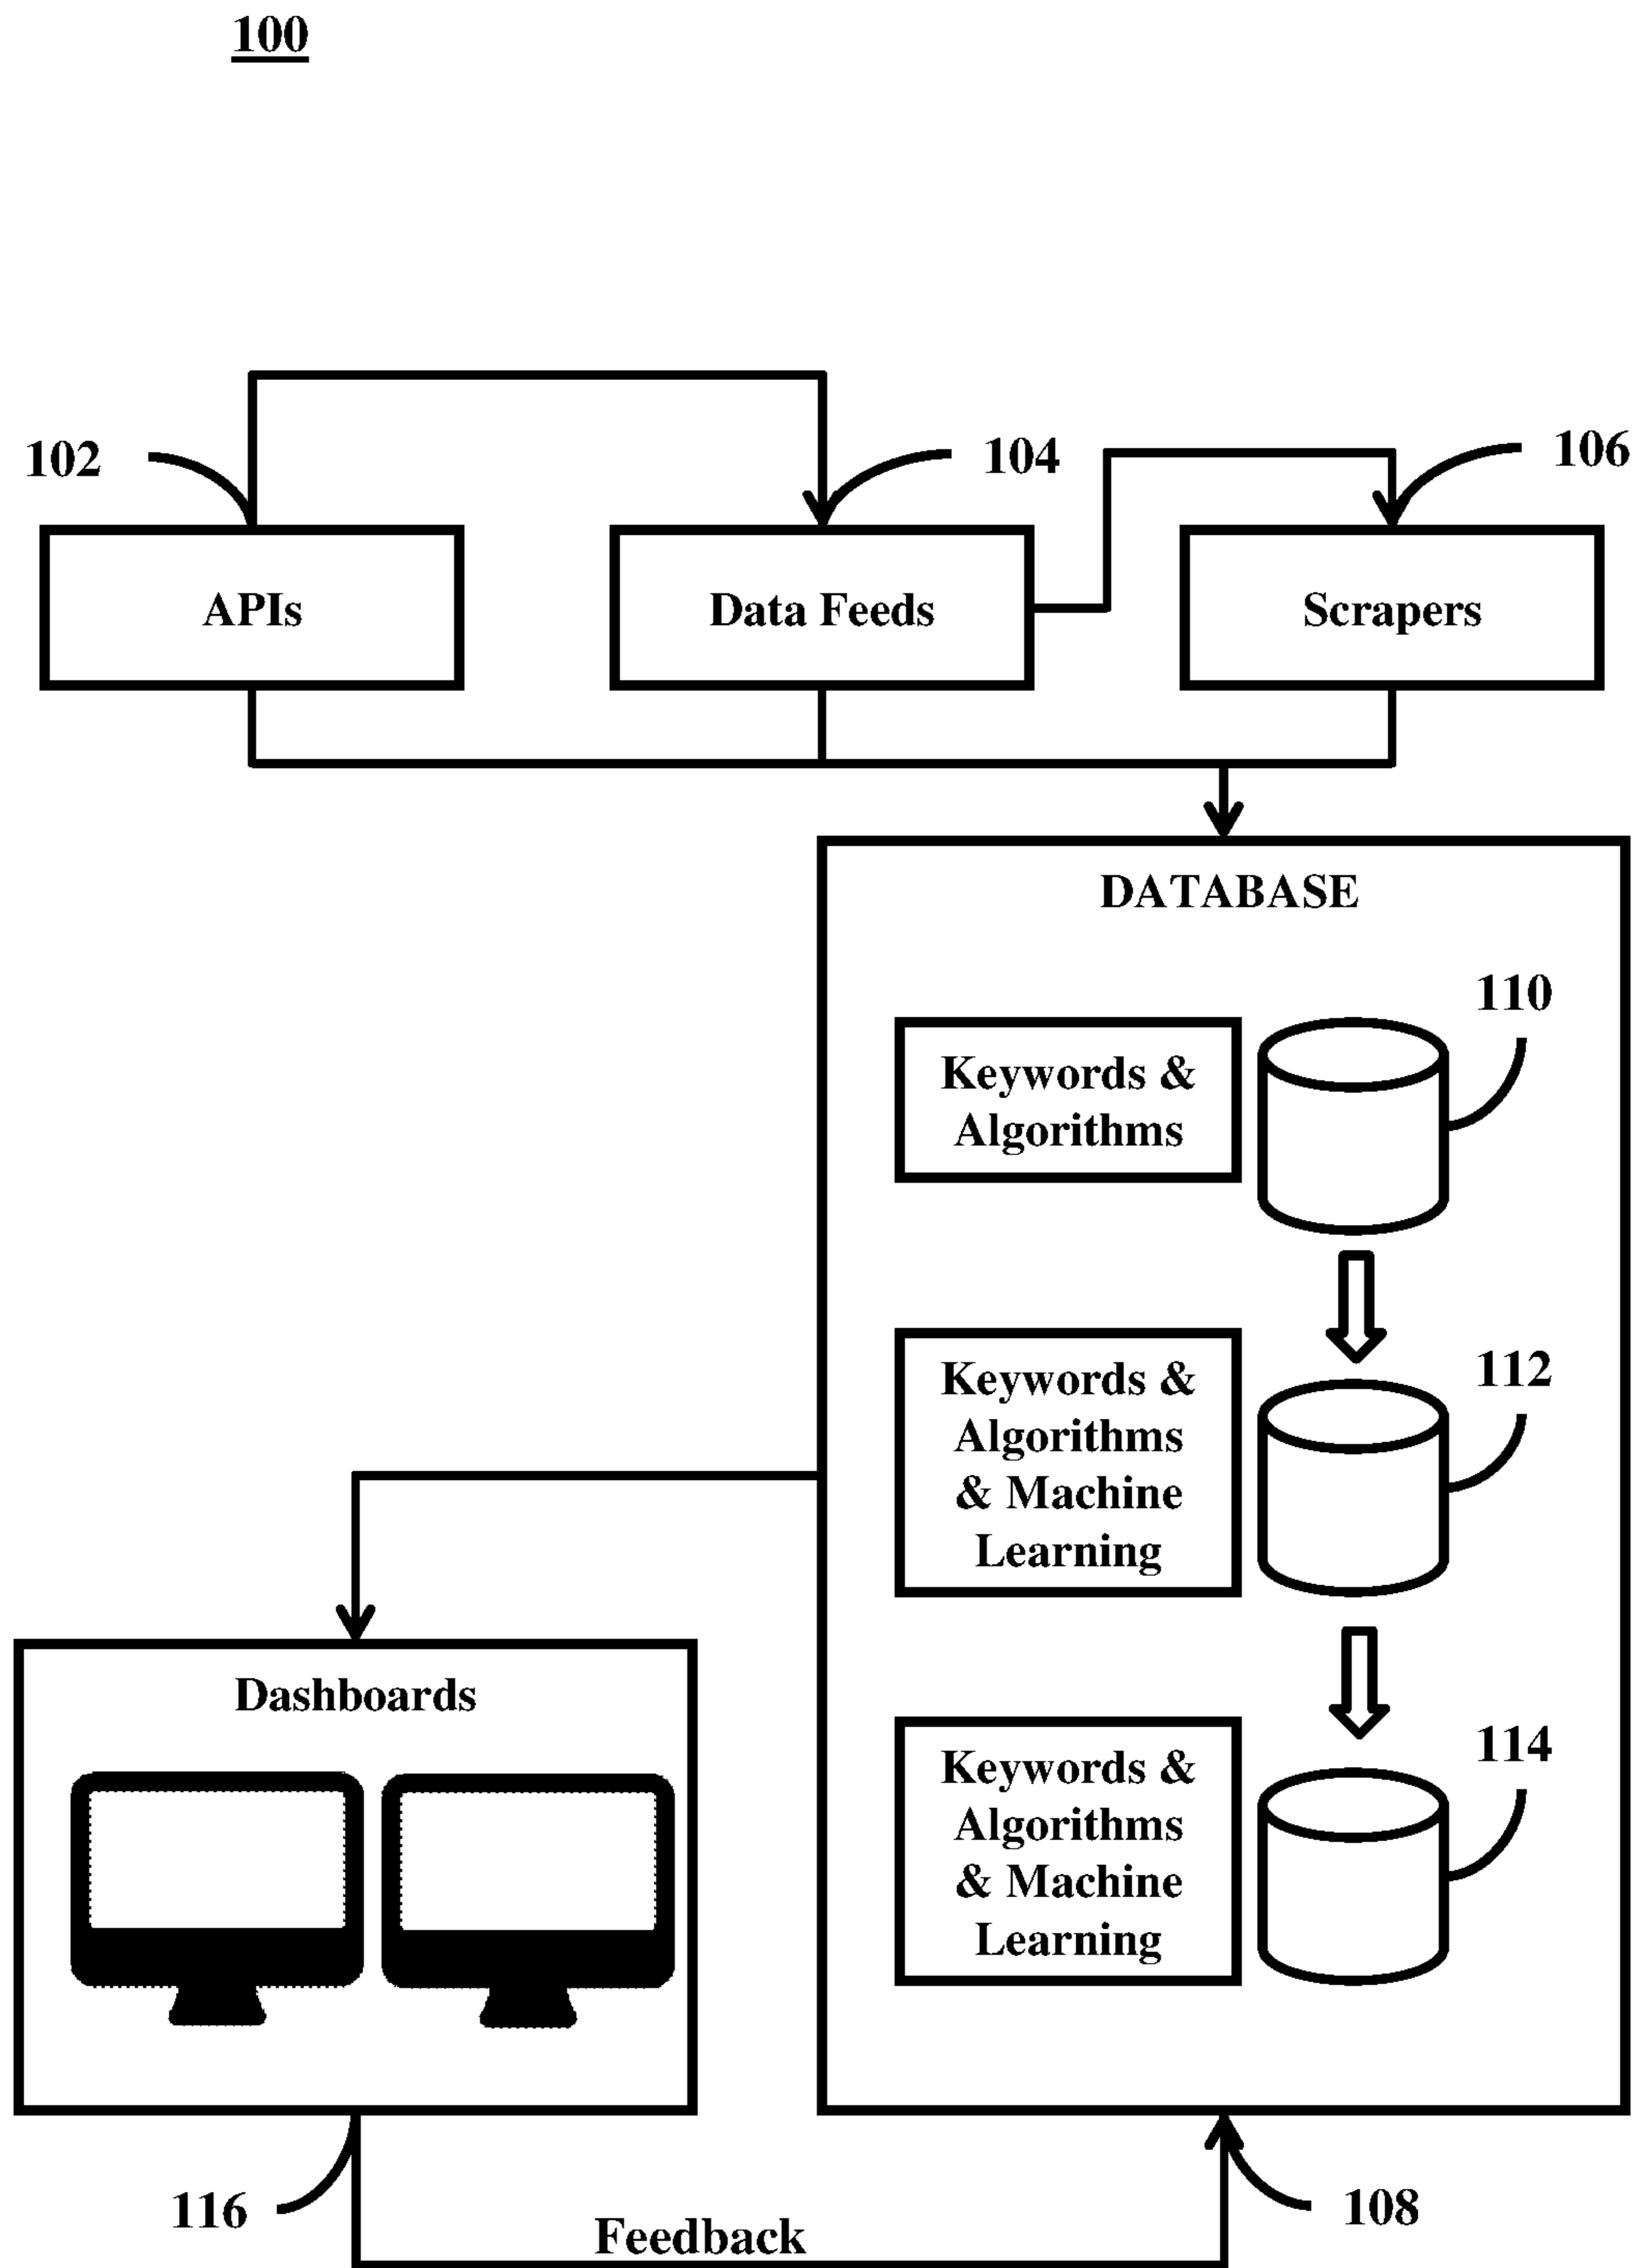 100
102
104
106
APIs
Data Feeds
Scrapers
DATABASE
110
Keywords &
Algorithms
112
Keywords &
Algorithms
& Machine
Learning
Dashboards
114
Keywords &
Algorithms
& Machine
Learning
116
108
Feedback